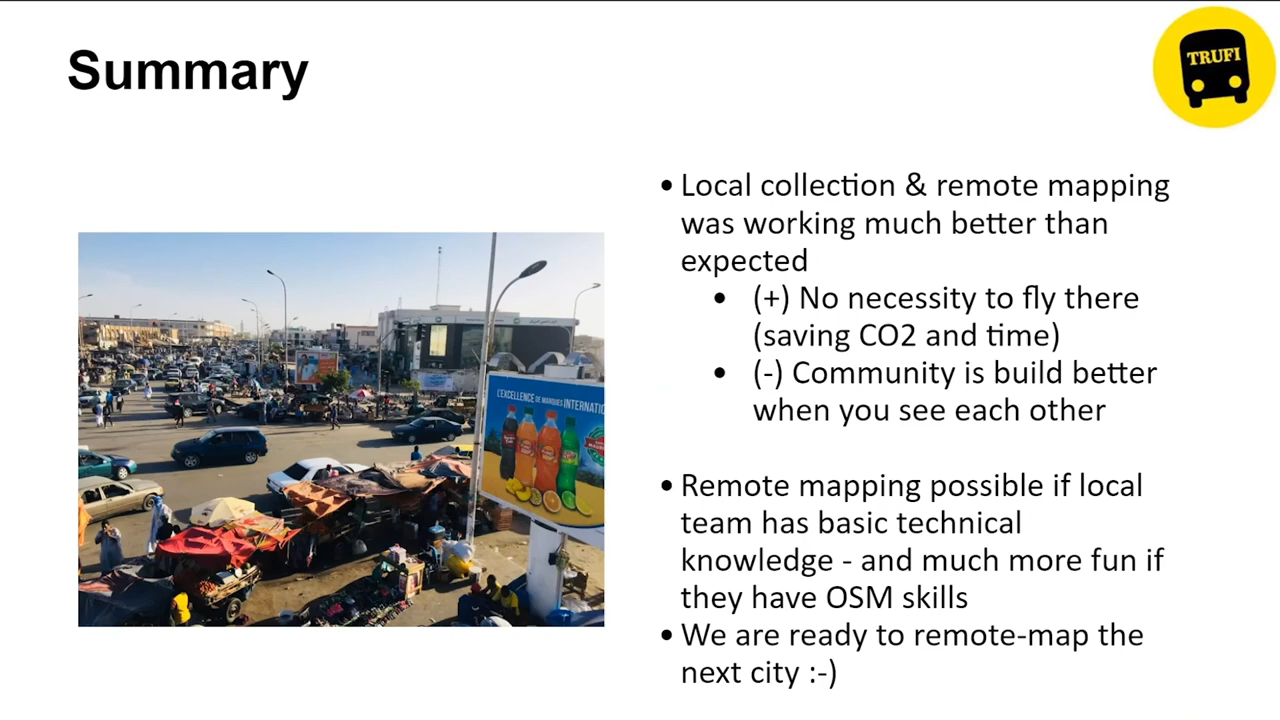 Summary
TRUFI
• Local collection & remote mapping
was working much better than
expected
• (+) No necessity to fly there
(saving CO2 and time)
• (-) Community is build better
when you see each other
• Remote mapping possible if local
team has basic technical
knowledge - and much more fun if
they have OSM skills
• We are ready to remote-map the
next city :-)
L'EXCELLENCE DE MARQUES INTERNATIO